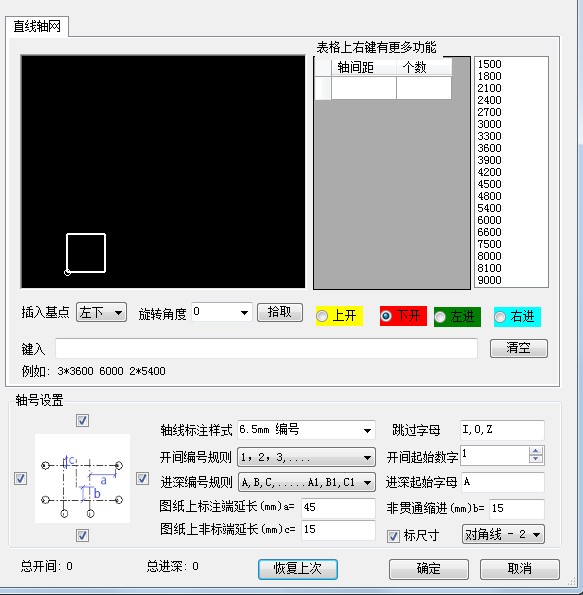 直线轴网
表格上右键有更多功能
轴间距 个数
1500
1800
2100
2400
2700
3000
3300
3600
3900
4200
4500
4800
5400
6000
6600
7500
8000
8100
9000
插入基点 左下 旋转角度 0 拾取 上开 下开 左进 右进
键入 清空
例如: 3*3600 6000 2*5400
轴号设置
c
a
b
轴线标注样式 6.5mm 编号 跳过字母 I,O,Z
开间编号规则 1, 2, 3,.... 开间起始数字 1
进深编号规则 A,B,C,.....A1,B1,C1 进深起始字母 A
图纸上标注端延长(mm)a= 45 非贯通缩进(mm)b= 15
图纸上非标端延长(mm)c= 15 标尺寸 对角线 - 2
总开间: 0 总进深: 0 恢复上次 确定 取消